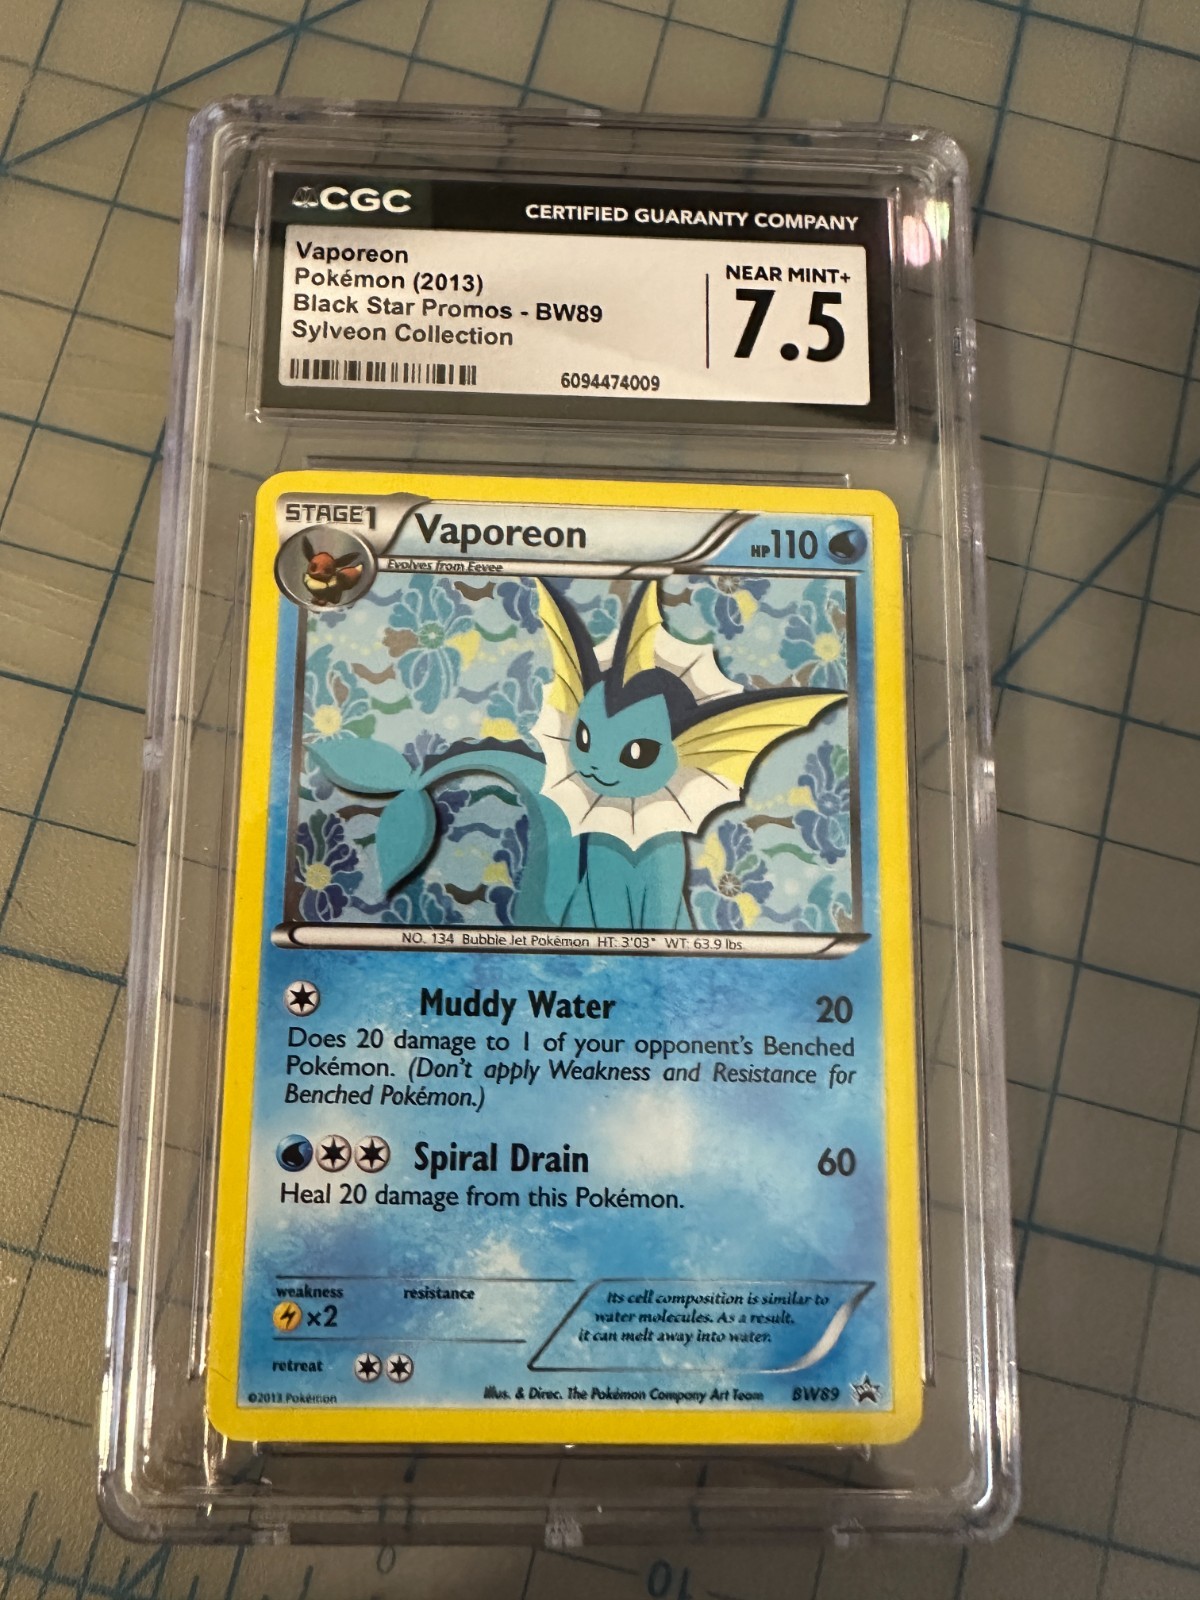 CGC
CERTIFIED GUARANTY COMPANY
Vaporeon
Pokémon (2013)
Black Star Promos - BW89
Sylveon Collection
6094474009
NEAR MINT+
7.5
STAGE1
Vaporeon
HP110
Evolves from Eevee
NO. 134 Bubble Jet Pokémon HT: 3'03" WT: 63.9 lbs.
Muddy Water 20
Does 20 damage to 1 of your opponent's Benched
Pokémon. (Don't apply Weakness and Resistance for
Benched Pokémon.)
Spiral Drain 60
Heal 20 damage from this Pokémon.
weakness
resistance
×2
Its cell composition is similar to
water molecules. As a result,
it can melt away into water.
retreat
©2013 Pokémon
Illus. & Direc. The Pokémon Company Art Team
BW89
0
10